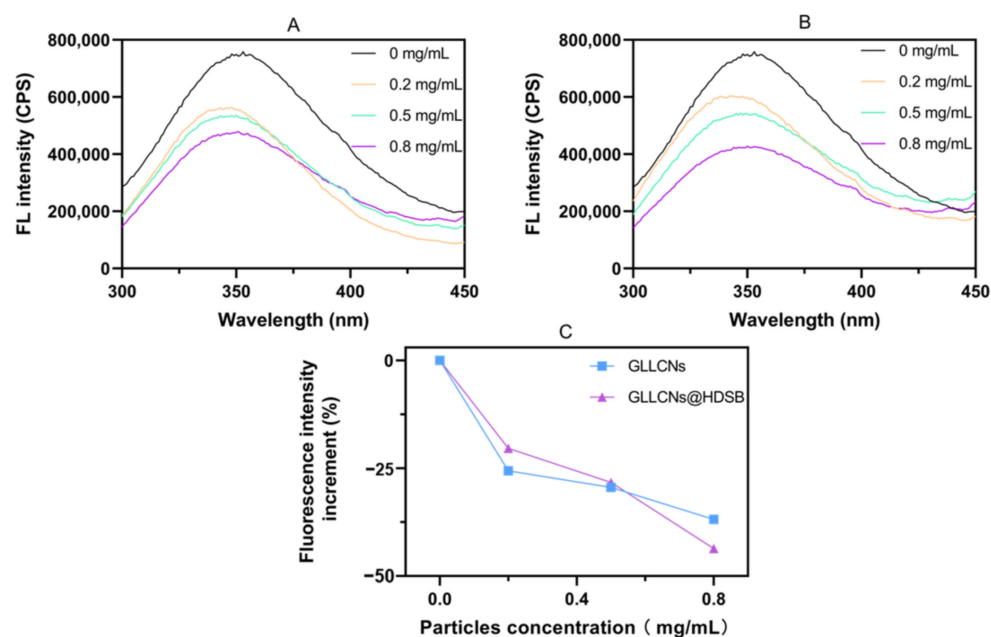 A
800,000
600,000
400,000
200,000
0
FL intensity (CPS)
0 mg/mL
0.2 mg/mL
0.5 mg/mL
0.8 mg/mL
300
350
400
450
Wavelength (nm)
B
800,000
600,000
400,000
200,000
0
FL intensity (CPS)
0 mg/mL
0.2 mg/mL
0.5 mg/mL
0.8 mg/mL
300
350
400
450
Wavelength (nm)
C
0
−25
−50
Fluorescence intensity
increment (%)
GLLCNs
GLLCNs@HDSB
0.0
0.4
0.8
Particles concentration（ mg/mL）